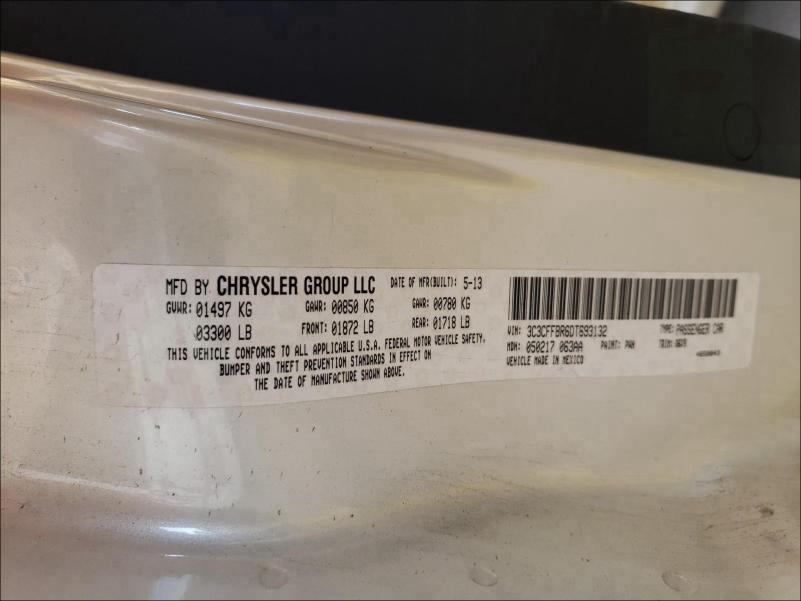 MFD BY CHRYSLER GROUP LLC DATE OF MFR(BUILT): 5-13
GVWR: 01497 KG GAWR: 00850 KG GAWR: 00780 KG
03300 LB FRONT: 01872 LB REAR: 01718 LB
THIS VEHICLE CONFORMS TO ALL APPLICABLE U.S.A. FEDERAL MOTOR VEHICLE SAFETY,
BUMPER AND THEFT PREVENTION STANDARDS IN EFFECT ON
THE DATE OF MANUFACTURE SHOWN ABOVE.
VIN: 3C3CFFBR6DT693132 TYPE: PASSENGER CAR
MDH: 050217 063AA PAINT: PWN TRIM:
VEHICLE MADE IN MEXICO